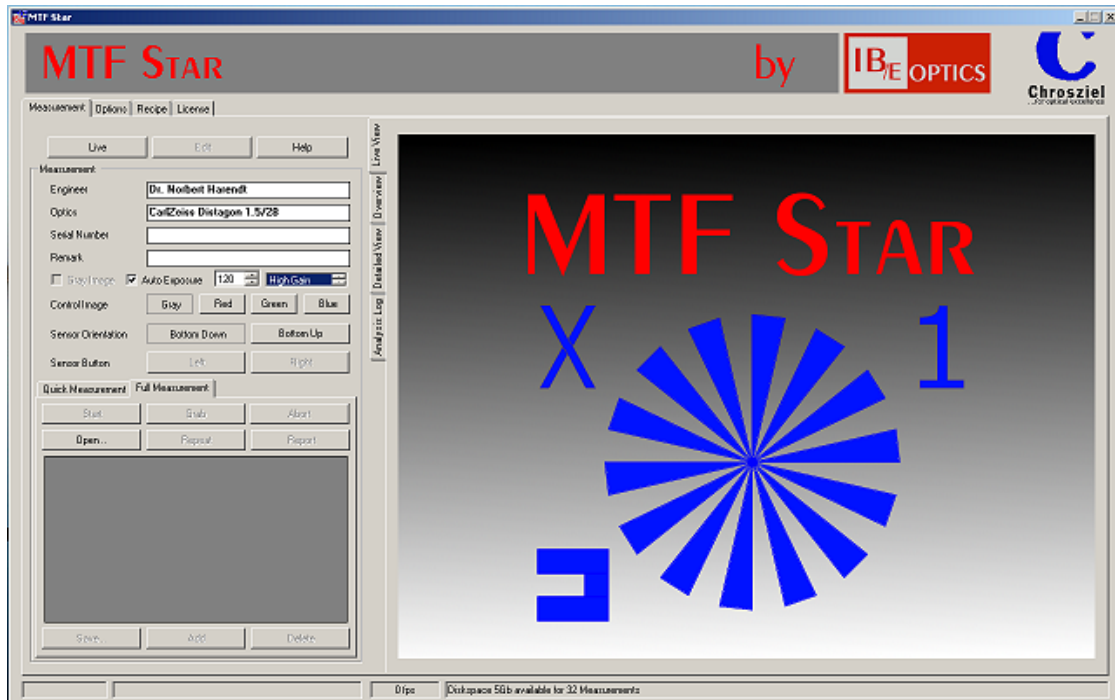 MTF Star
MTF STAR by IB/E OPTICS
Chrosziel
...for optical excellence
Measurement Options Recipe License
Live Edit Help
Measurement
Engineer Dr. Norbert Harendt
Optics CarlZeiss Distagon 1.5/28
Serial Number
Remark
Gray Image Auto Exposure 120 High Gain
Control Image Gray Red Green Blue
Sensor Orientation Bottom Down Bottom Up
Sensor Button Left Right
Quick Measurement Full Measurement
Start Grab Abort
Open... Repeat Report
Save... Add Delete
Live View
Overview
Detailed View
Analysis Log
MTF STAR
X 1
0 fps Diskspace 5Gb available for 32 Measurements